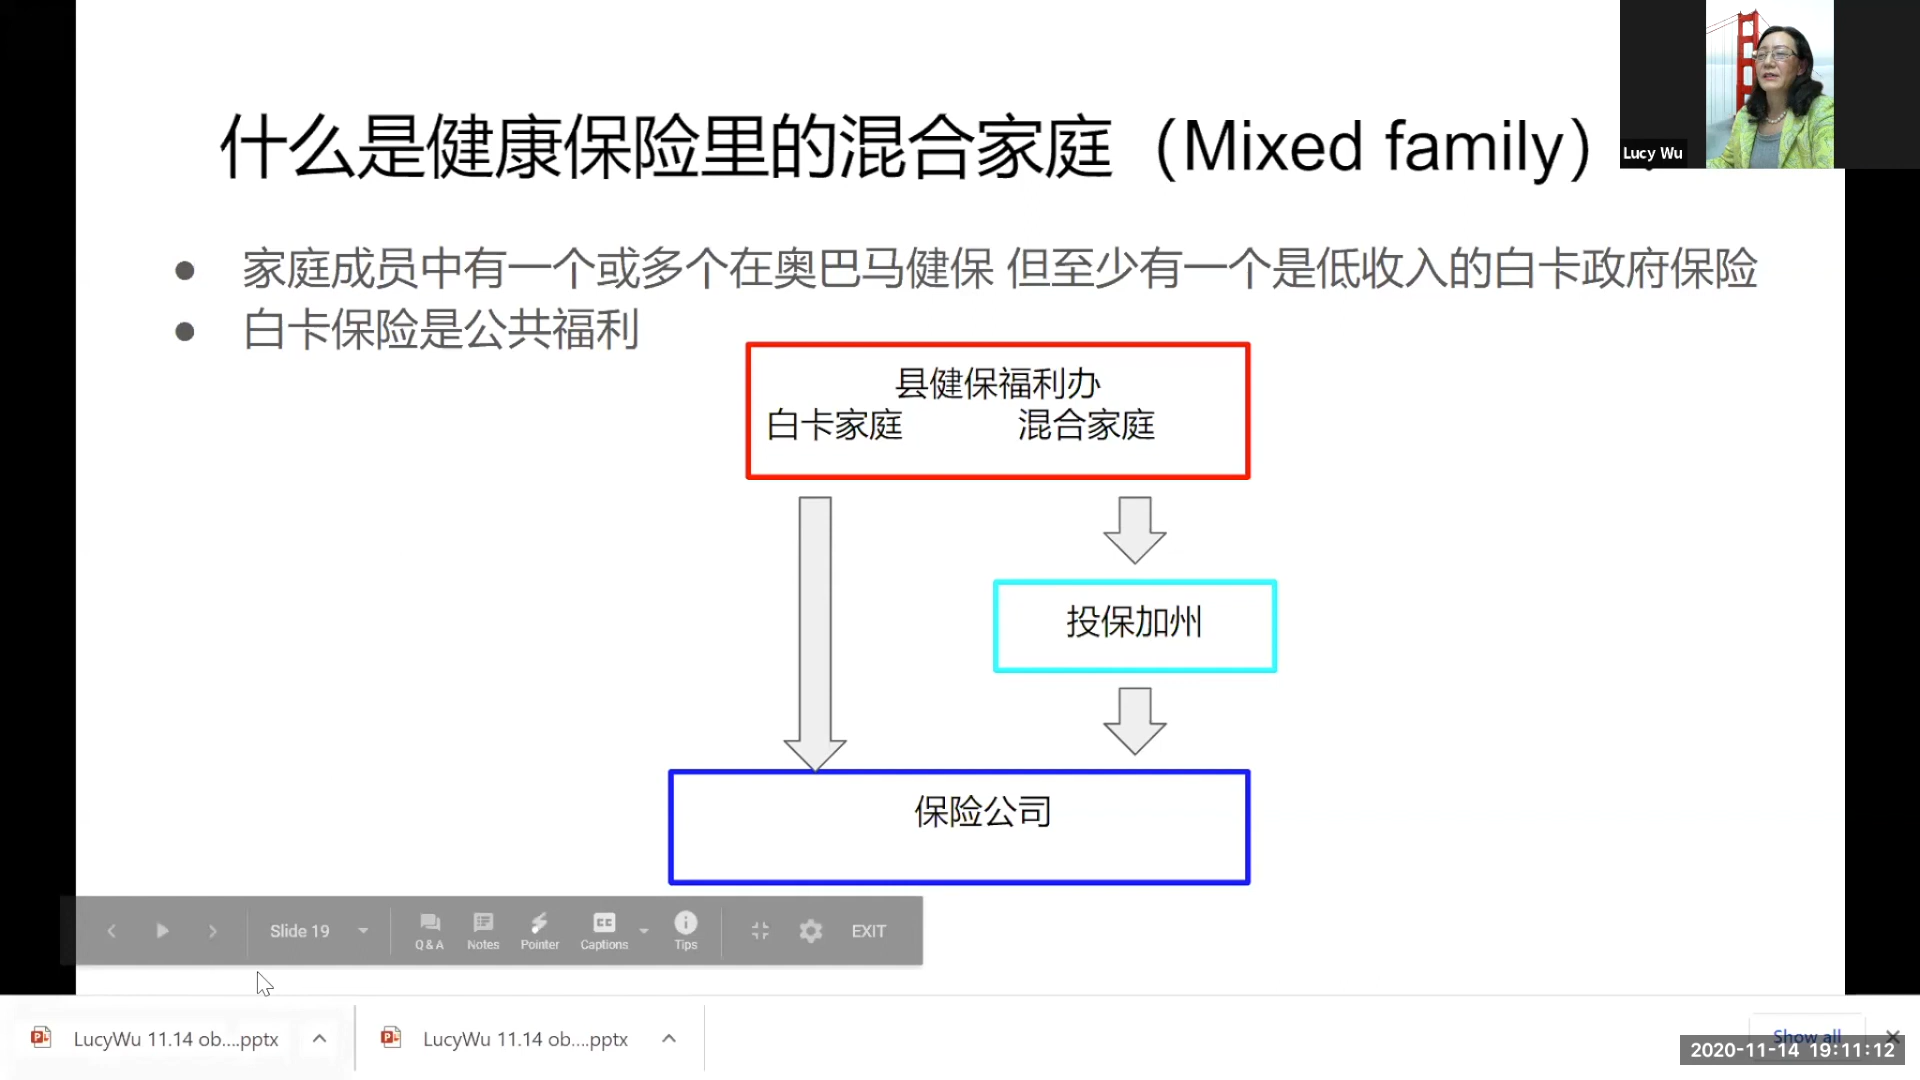 什么是健康保险里的混合家庭（Mixed family）
Lucy Wu
● 家庭成员中有一个或多个在奥巴马健保 但至少有一个是低收入的白卡政府保险
● 白卡保险是公共福利
县健保福利办
白卡家庭 混合家庭
投保加州
保险公司
Slide 19
Q & A
Notes
Pointer
CC
Captions
Tips
EXIT
LucyWu 11.14 ob....pptx
LucyWu 11.14 ob....pptx
Show all
2020-11-14 19:11:12